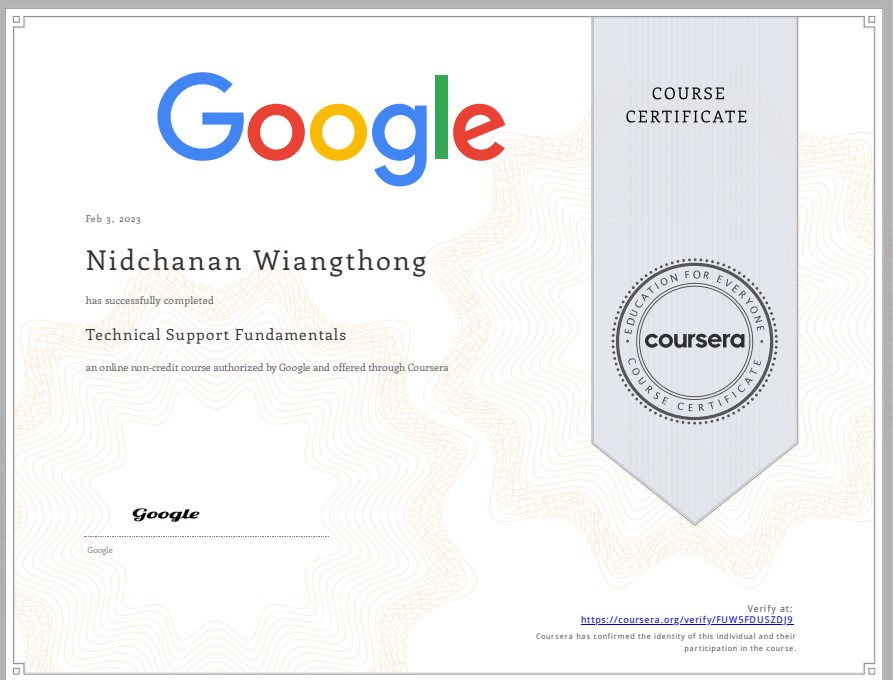 Google
COURSE
CERTIFICATE
Feb 3, 2023
Nidchanan Wiangthong
has successfully completed
Technical Support Fundamentals
an online non-credit course authorized by Google and offered through Coursera
EDUCATION FOR EVERYONE
coursera
COURSE CERTIFICATE
Google
Google
Verify at:
https://coursera.org/verify/FUW5FDUSZDJ9
Coursera has confirmed the identity of this individual and their
participation in the course.